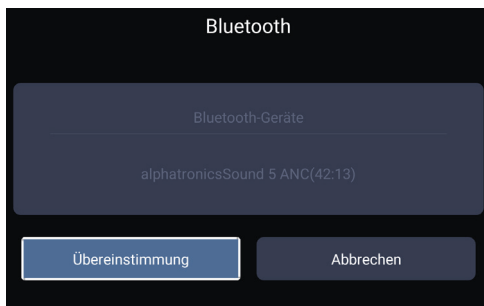 Bluetooth
Bluetooth-Geräte
alphatronicsSound 5 ANC(42:13)
Übereinstimmung
Abbrechen